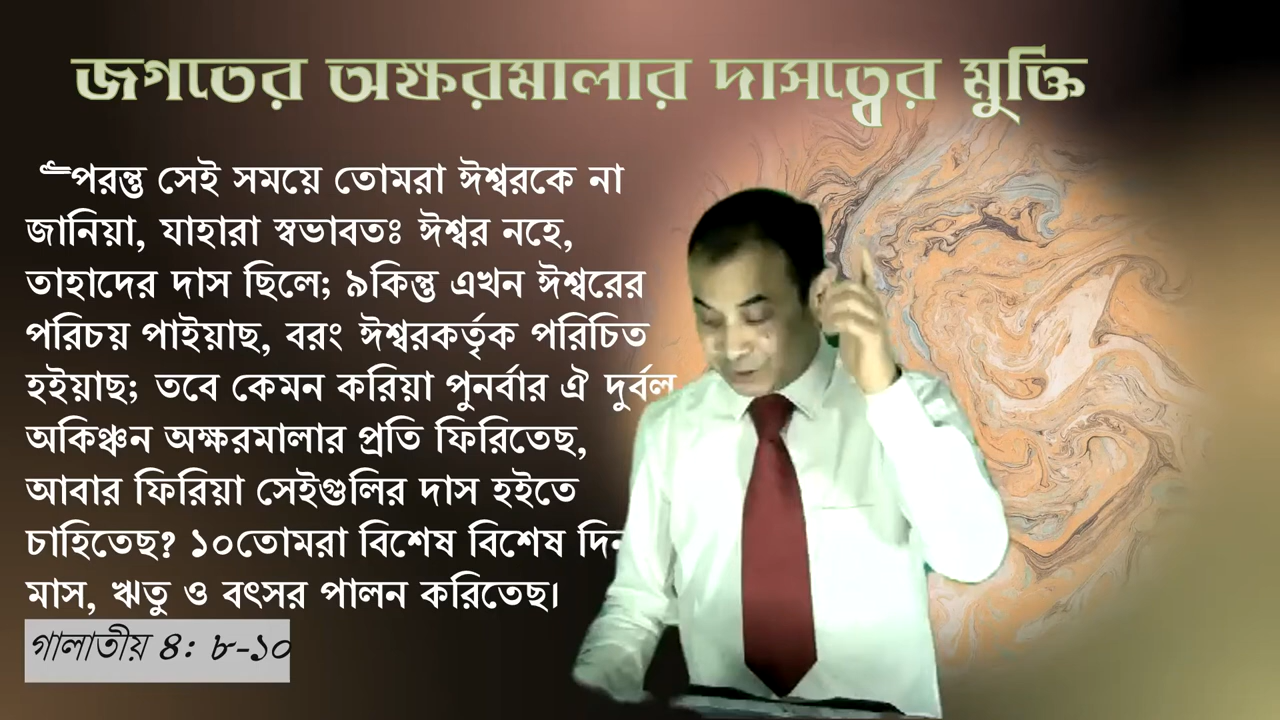 জগতের অক্ষরমালার দাসত্বের মুক্তি
৮পরন্তু সেই সময়ে তোমরা ঈশ্বরকে না
জানিয়া, যাহারা স্বভাবতঃ ঈশ্বর নহে,
তাহাদের দাস ছিলে; ৯কিন্তু এখন ঈশ্বরের
পরিচয় পাইয়াছ, বরং ঈশ্বরকর্তৃক পরিচিত
হইয়াছ; তবে কেমন করিয়া পুনর্বার ঐ দুর্বল
অকিঞ্চন অক্ষরমালার প্রতি ফিরিতেছ,
আবার ফিরিয়া সেইগুলির দাস হইতে
চাহিতেছ? ১০তোমরা বিশেষ বিশেষ দিন
মাস, ঋতু ও বৎসর পালন করিতেছ।
গালাতীয় ৪: ৮-১০